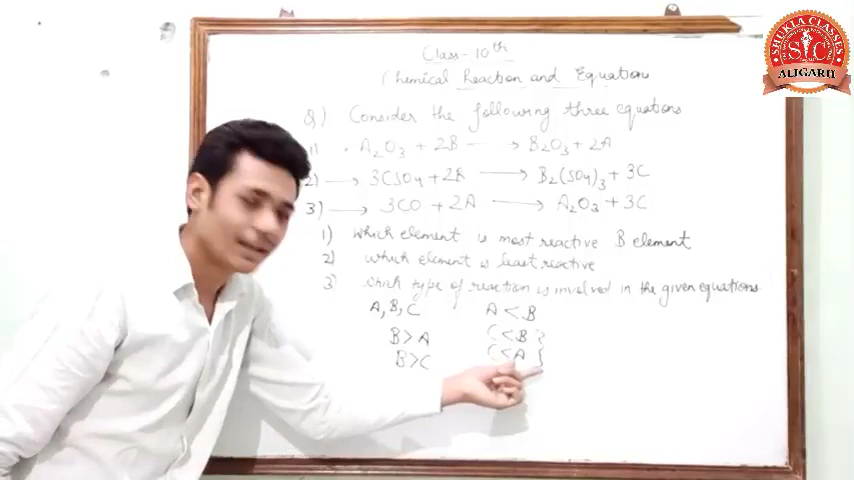 SHUKLA CLASSES
SC
ALIGARH
Class-10th
Chemical Reaction and Equation
Q) Consider the following three equations
1) A2O3 + 2B → B2O3 + 2A
2) → 3CSO4 + 2B → B2(SO4)3 + 3C
3) → 3CO + 2A → A2O3 + 3C
1) which element is most reactive B element
2) which element is least reactive
3) which type of reaction is involved in the given equations
A, B, C A < B
B > A C < B }
B > C C < A }